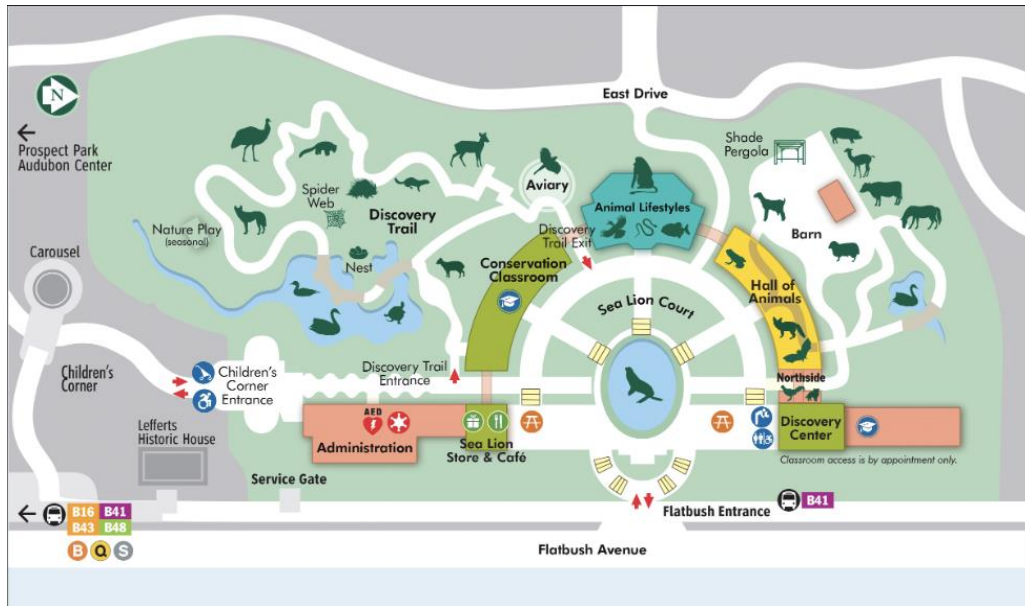 N
East Drive
Prospect Park
Audubon Center
Shade
Pergola
Aviary
Animal Lifestyles
Spider
Web
Discovery
Trail
Nature Play
(seasonal)
Nest
Discovery
Trail Exit
Barn
Carousel
Conservation
Classroom
Hall of
Animals
Sea Lion Court
Children's
Corner
Children's
Corner
Entrance
Discovery Trail
Entrance
Northside
Lefferts
Historic House
AED
Administration
Sea Lion
Store & Café
Discovery
Center
Classroom access is by appointment only.
Service Gate
B16 B41
B43 B48
B Q S
Flatbush Entrance
B41
Flatbush Avenue